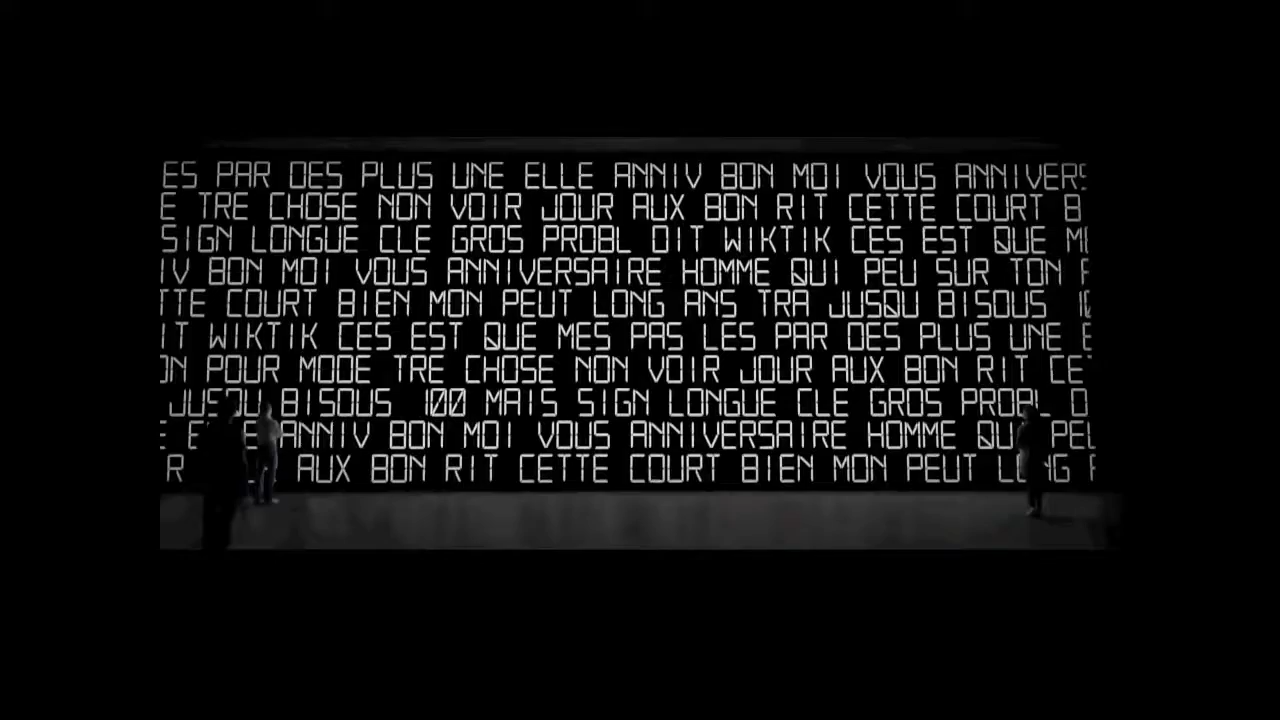 ES PAR DES PLUS UNE ELLE ANNIV BON MOI VOUS ANNIVERS
E TRE CHOSE NON VOIR JOUR AUX BON RIT CETTE COURT B
SIGN LONGUE CLE GROS PROBL DIT WIKTIK CES EST QUE ME
IV BON MOI VOUS ANNIVERSAIRE HOMME QUI PEU SUR TON
TTE COURT BIEN MON PEUT LONG ANS TRA JUSQU BISOUS 10
IT WIKTIK CES EST QUE MES PAS LES PAR DES PLUS UNE E
ON POUR MODE TRE CHOSE NON VOIR JOUR AUX BON RIT CET
JUSQU BISOUS 100 MAIS SIGN LONGUE CLE GROS PROBL D
E ANNIV BON MOI VOUS ANNIVERSAIRE HOMME QUI PEU
R AUX BON RIT CETTE COURT BIEN MON PEUT LONG